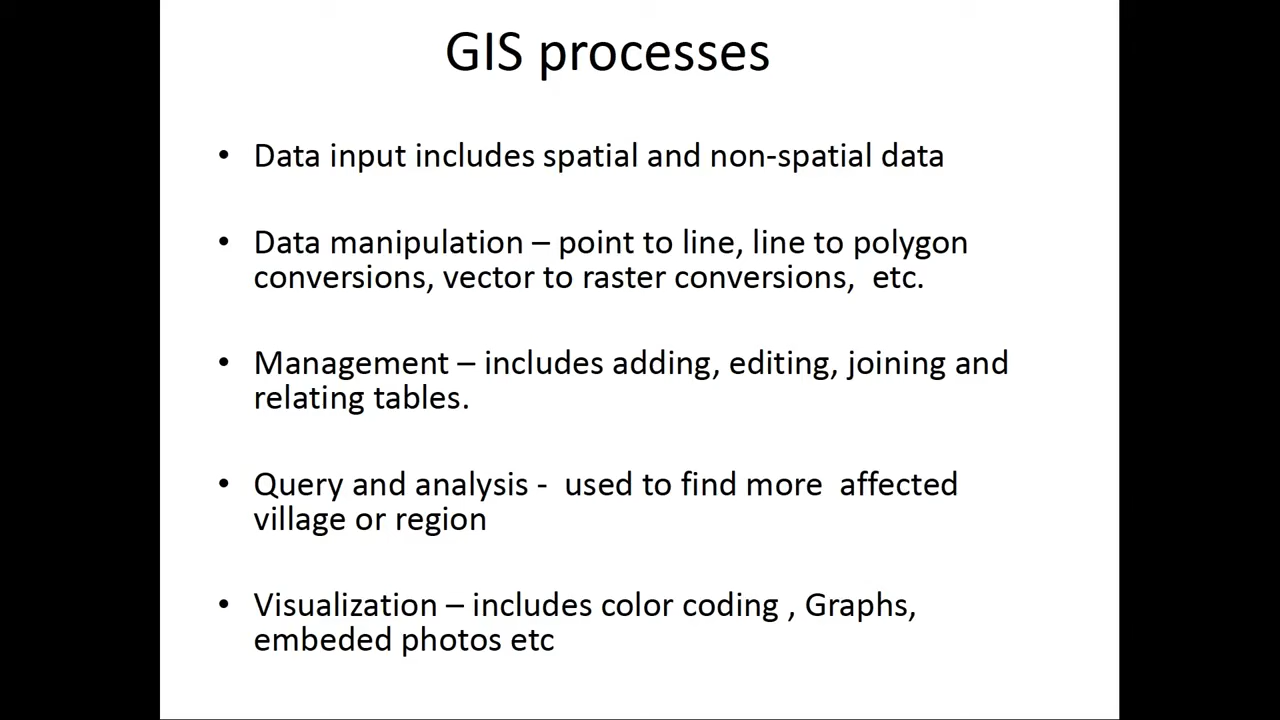 GIS processes
• Data input includes spatial and non-spatial data
• Data manipulation – point to line, line to polygon
conversions, vector to raster conversions,  etc.
• Management – includes adding, editing, joining and
relating tables.
• Query and analysis -  used to find more  affected
village or region
• Visualization – includes color coding , Graphs,
embeded photos etc